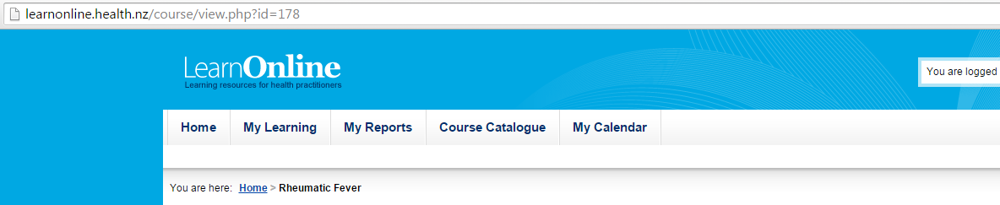 learnonline.health.nz/course/view.php?id=178
LearnOnline
Learning resources for health practitioners
You are logged
Home My Learning My Reports Course Catalogue My Calendar
You are here: Home > Rheumatic Fever